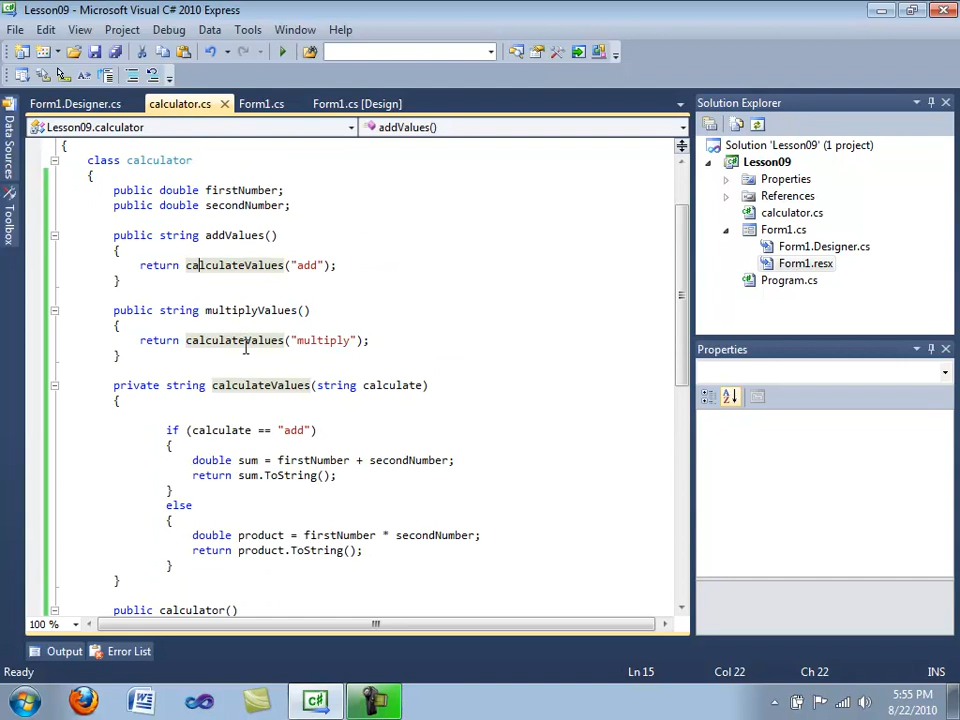 Lesson09 - Microsoft Visual C# 2010 Express
File Edit View Project Debug Data Tools Window Help
Form1.Designer.cs calculator.cs Form1.cs Form1.cs [Design]
Lesson09.calculator addValues()
Data Sources
Toolbox
{
class calculator
{
public double firstNumber;
public double secondNumber;
public string addValues()
{
return calculateValues("add");
}
public string multiplyValues()
{
return calculateValues("multiply");
}
private string calculateValues(string calculate)
{
if (calculate == "add")
{
double sum = firstNumber + secondNumber;
return sum.ToString();
}
else
{
double product = firstNumber * secondNumber;
return product.ToString();
}
}
public calculator()
100 %
Solution Explorer
Solution 'Lesson09' (1 project)
Lesson09
Properties
References
calculator.cs
Form1.cs
Form1.Designer.cs
Form1.resx
Program.cs
Properties
Output Error List
Ready Ln 15 Col 22 Ch 22 INS
5:55 PM
8/22/2010